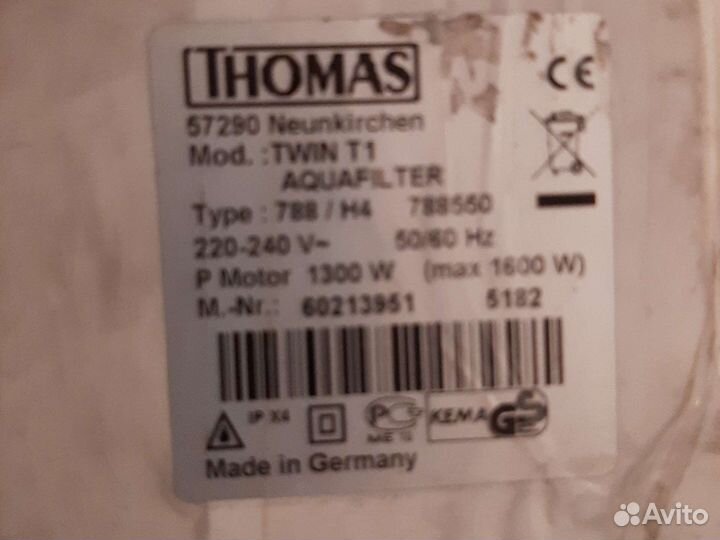 THOMAS
CE
57290 Neunkirchen
Mod. : TWIN T1
AQUAFILTER
Type : 788 / H4 788550
220-240 V~ 50/60 Hz
P Motor 1300 W (max 1600 W)
M.-Nr.: 60213951 5182
IP X4
KEMA GS
Made in Germany
Avito